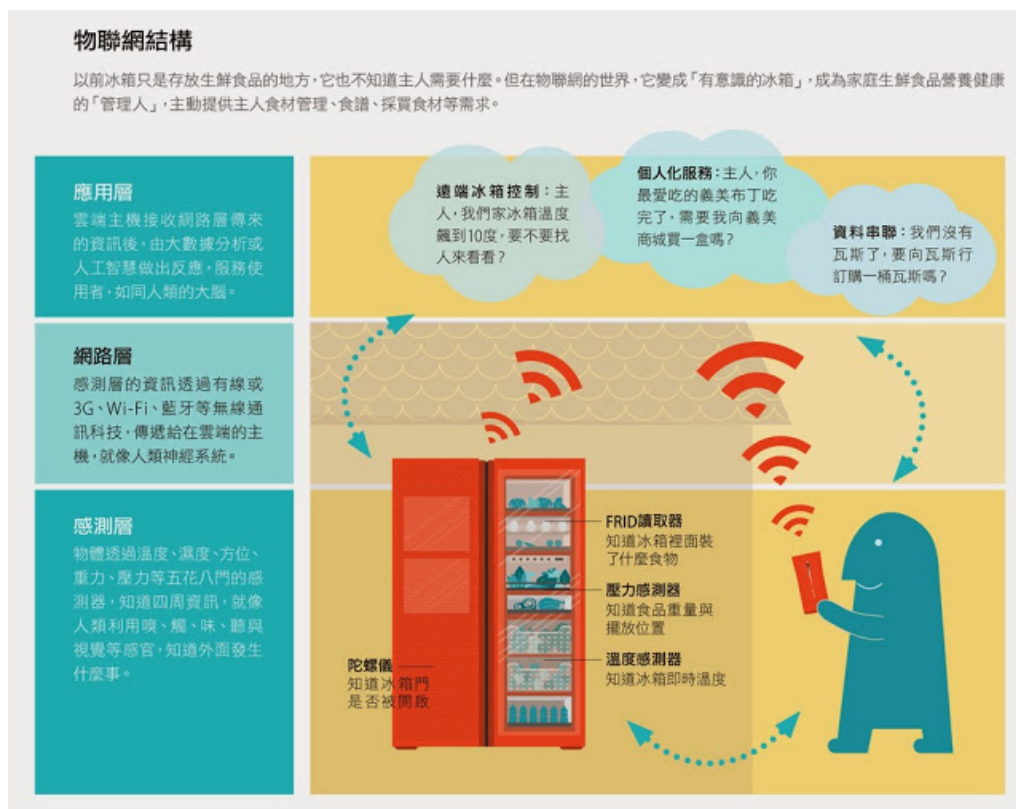 物聯網結構
以前冰箱只是存放生鮮食品的地方，它也不知道主人需要什麼。但在物聯網的世界，它變成「有意識的冰箱」，成為家庭生鮮食品營養健康
的「管理人」，主動提供主人食材管理、食譜、採買食材等需求。
應用層
雲端主機接收網路層傳來
的資訊後，由大數據分析或
人工智慧做出反應，服務使
用者，如同人類的大腦。
遠端冰箱控制：主
人，我們家冰箱溫度
飆到10度，要不要找
人來看看？
個人化服務：主人，你
最愛吃的義美布丁吃
完了，需要我向義美
商城買一盒嗎？
資料串聯：我們沒有
瓦斯了，要向瓦斯行
訂購一桶瓦斯嗎？
網路層
感測層的資訊透過有線或
3G、Wi-Fi、藍牙等無線通
訊科技，傳遞給在雲端的主
機，就像人類神經系統。
感測層
物體透過溫度、濕度、方位、
重力、壓力等五花八門的感
測器，知道四周資訊，就像
人類利用嗅、觸、味、聽與
視覺等感官，知道外面發生
什麼事。
FRID讀取器
知道冰箱裡面裝
了什麼食物
壓力感測器
知道食品重量與
擺放位置
溫度感測器
知道冰箱即時溫度
陀螺儀
知道冰箱門
是否被開啟